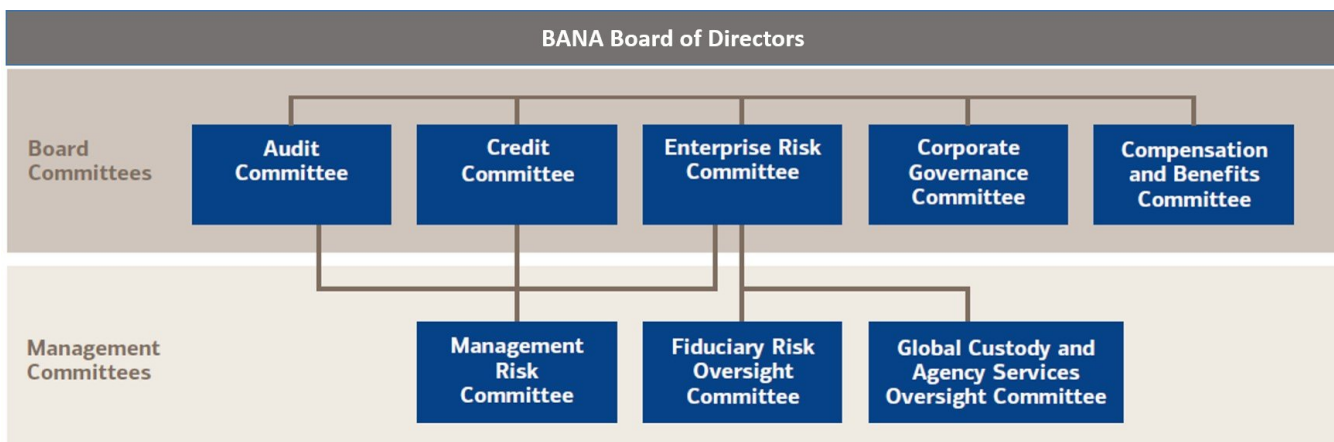 BANA Board of Directors
Board
Committees
Audit
Committee
Credit
Committee
Enterprise Risk
Committee
Corporate
Governance
Committee
Compensation
and Benefits
Committee
Management
Committees
Management
Risk
Committee
Fiduciary Risk
Oversight
Committee
Global Custody and
Agency Services
Oversight Committee